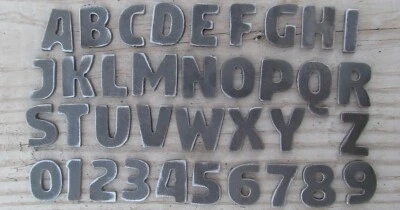 ABCDEFGHI
JKLMNOPQR
STUVWXY Z
0123456789